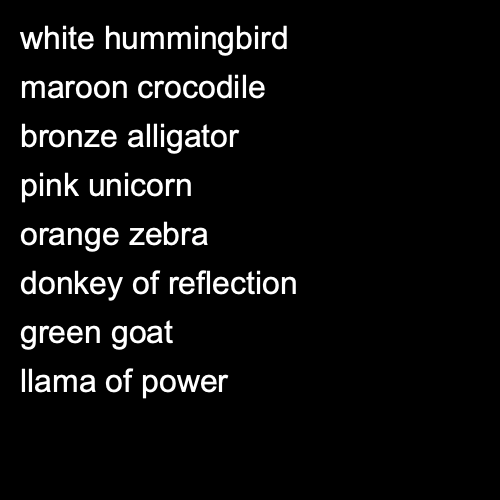 white hummingbird
maroon crocodile
bronze alligator
pink unicorn
orange zebra
donkey of reflection
green goat
llama of power